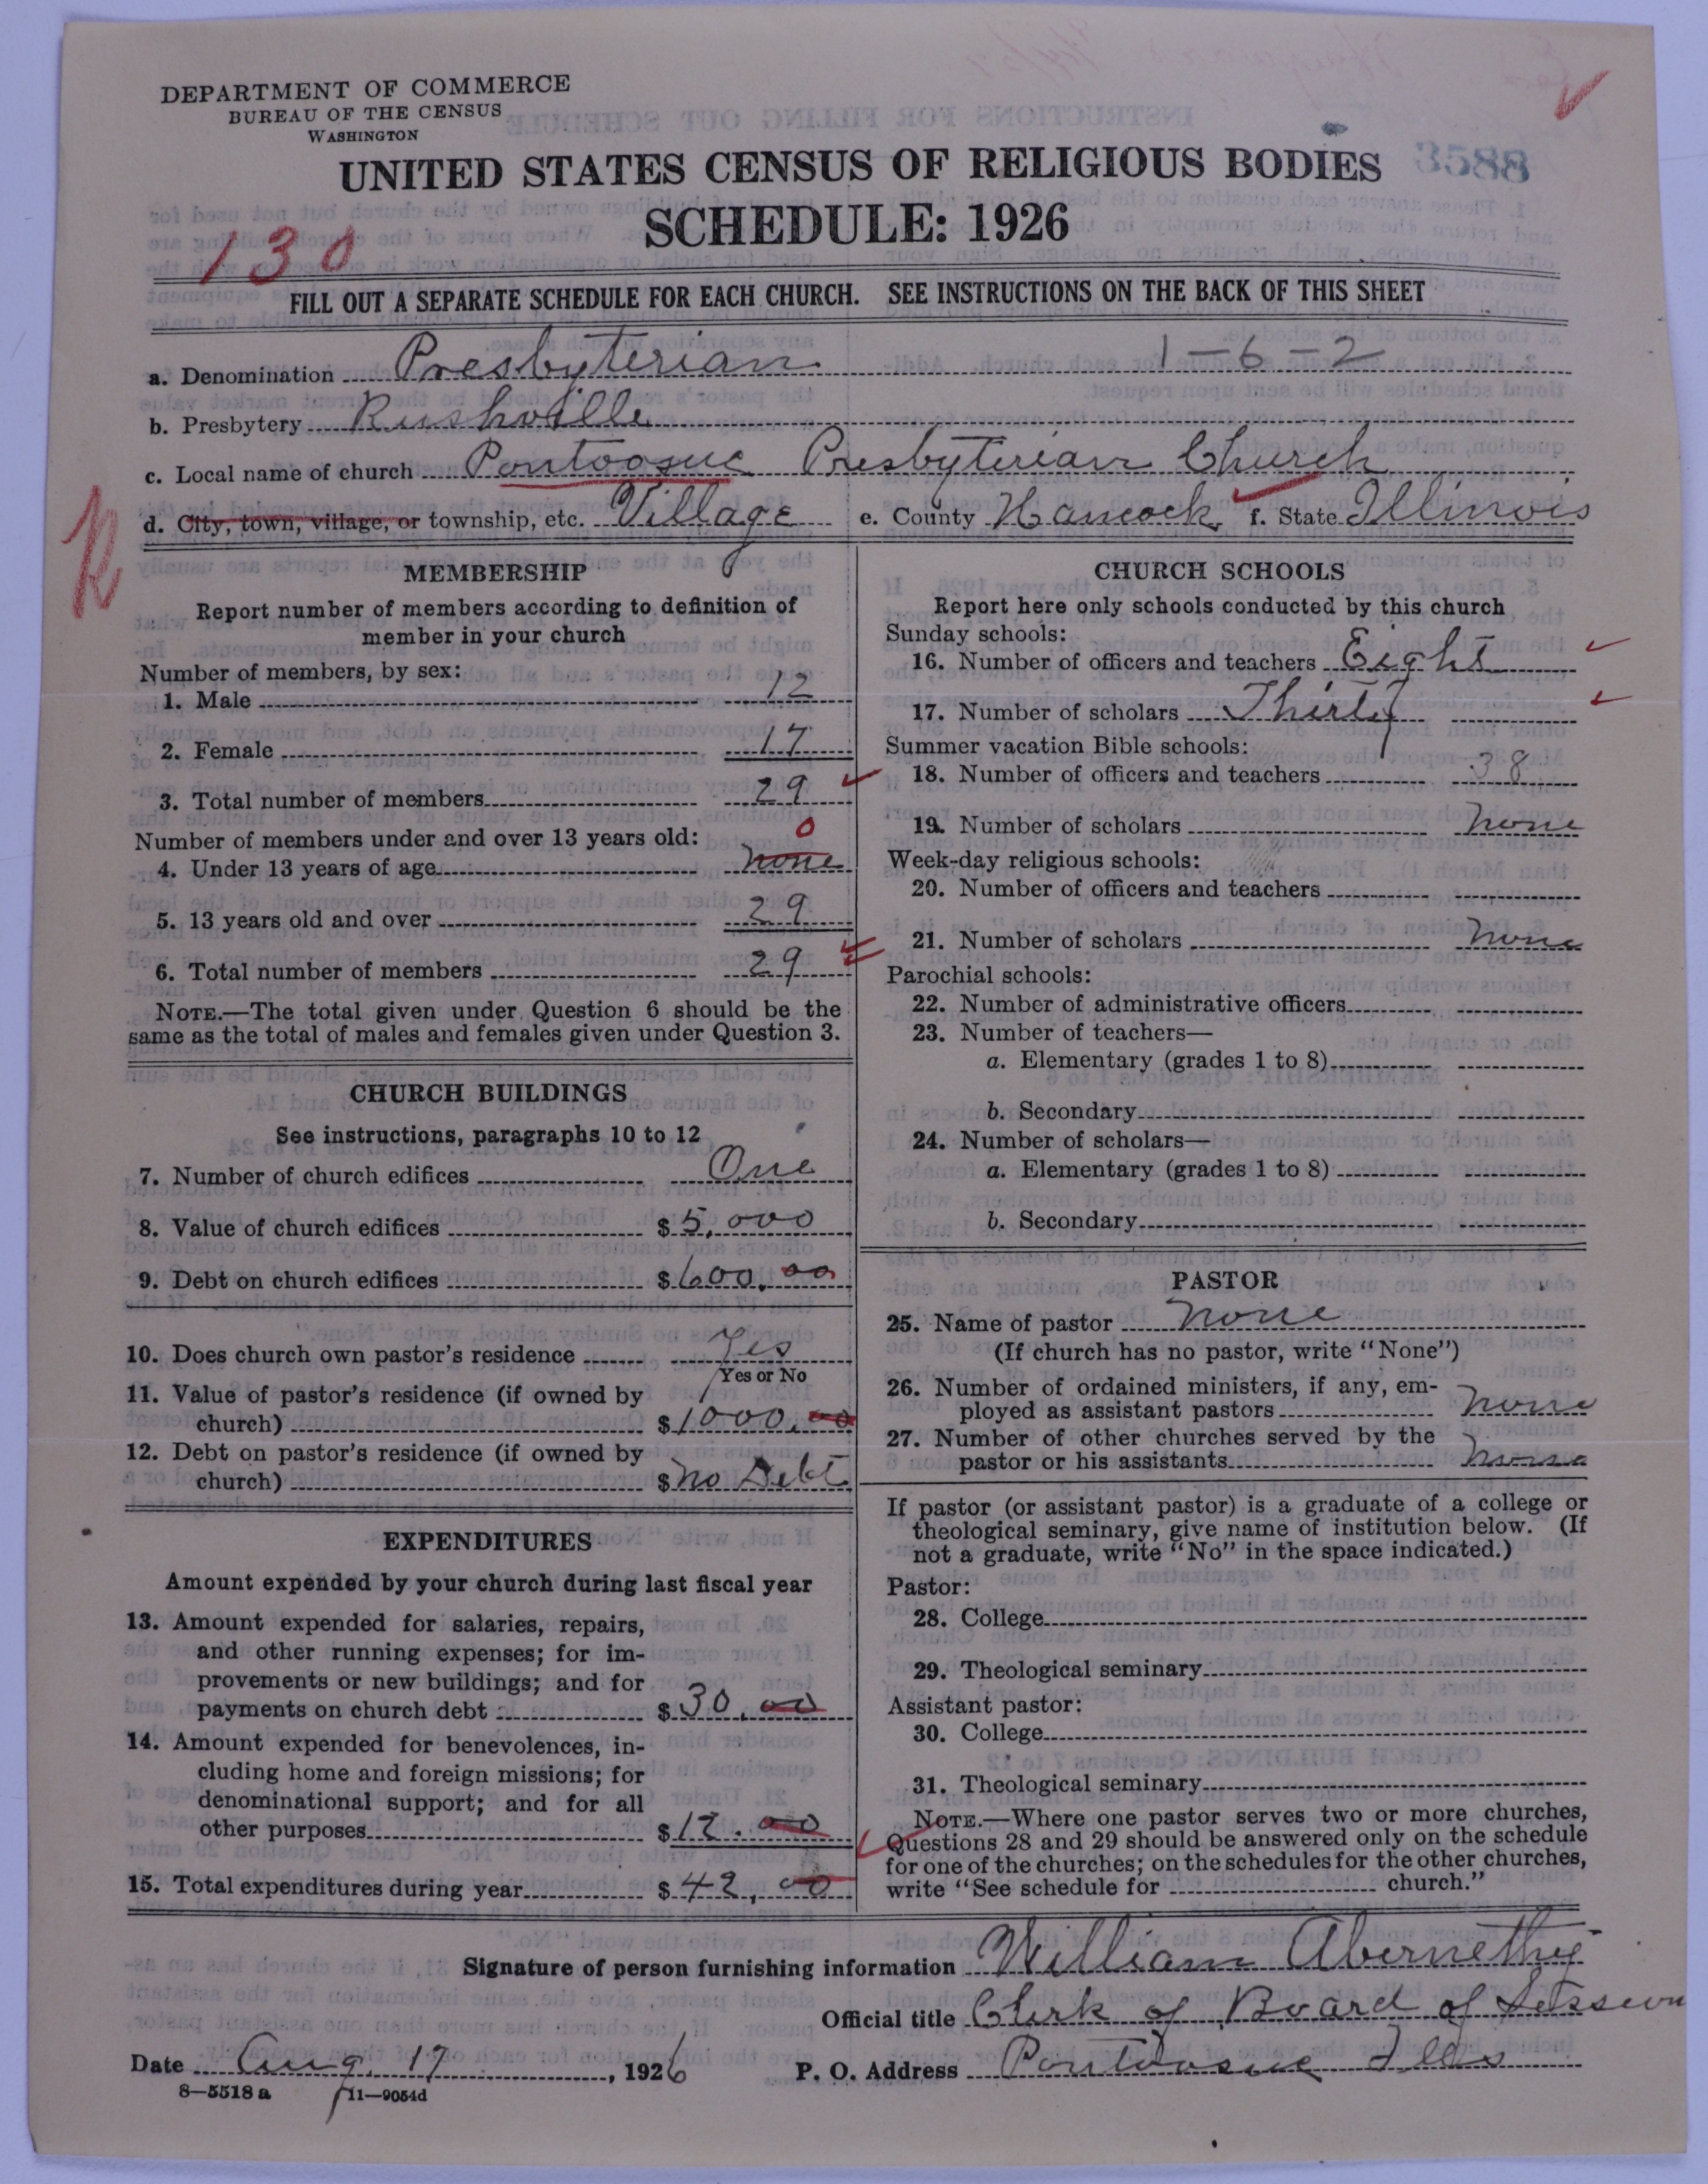 DEPARTMENT OF COMMERCE
BUREAU OF THE CENSUS
WASHINGTON
UNITED STATES CENSUS OF RELIGIOUS BODIES 3588
SCHEDULE: 1926
130
FILL OUT A SEPARATE SCHEDULE FOR EACH CHURCH. SEE INSTRUCTIONS ON THE BACK OF THIS SHEET
a. Denomination Presbyterian 1-6-2
b. Presbytery Rushville
c. Local name of church Pontoosuc Presbyterian Church
d. City, town, village, or township, etc. Village e. County Hancock f. State Illinois
MEMBERSHIP
Report number of members according to definition of
member in your church
Number of members, by sex:
1. Male 12
2. Female 17
3. Total number of members 29
Number of members under and over 13 years old: 0
4. Under 13 years of age none
5. 13 years old and over 29
6. Total number of members 29
NOTE.—The total given under Question 6 should be the
same as the total of males and females given under Question 3.
CHURCH BUILDINGS
See instructions, paragraphs 10 to 12
7. Number of church edifices One
8. Value of church edifices $5,000
9. Debt on church edifices $600.00
10. Does church own pastor's residence Yes
Yes or No
11. Value of pastor's residence (if owned by
church) $1000.00
12. Debt on pastor's residence (if owned by
church) $no Debt
EXPENDITURES
Amount expended by your church during last fiscal year
13. Amount expended for salaries, repairs,
and other running expenses; for im-
provements or new buildings; and for
payments on church debt $30.00
14. Amount expended for benevolences, in-
cluding home and foreign missions; for
denominational support; and for all
other purposes $12.00
15. Total expenditures during year $42.00
CHURCH SCHOOLS
Report here only schools conducted by this church
Sunday schools:
16. Number of officers and teachers Eight
17. Number of scholars Thirty
Summer vacation Bible schools:
18. Number of officers and teachers 38
19. Number of scholars none
Week-day religious schools:
20. Number of officers and teachers
21. Number of scholars none
Parochial schools:
22. Number of administrative officers
23. Number of teachers—
a. Elementary (grades 1 to 8)
b. Secondary
24. Number of scholars—
a. Elementary (grades 1 to 8)
b. Secondary
PASTOR
25. Name of pastor none
(If church has no pastor, write "None")
26. Number of ordained ministers, if any, em-
ployed as assistant pastors none
27. Number of other churches served by the
pastor or his assistants none
If pastor (or assistant pastor) is a graduate of a college or
theological seminary, give name of institution below. (If
not a graduate, write "No" in the space indicated.)
Pastor:
28. College
29. Theological seminary
Assistant pastor:
30. College
31. Theological seminary
NOTE.—Where one pastor serves two or more churches,
Questions 28 and 29 should be answered only on the schedule
for one of the churches; on the schedules for the other churches,
write "See schedule for church."
Signature of person furnishing information William Abernethy
Official title Clerk of Board of Session
Date Aug. 17, 1926 P. O. Address Pontoosuc Ills
8—5518 a 11—9054d